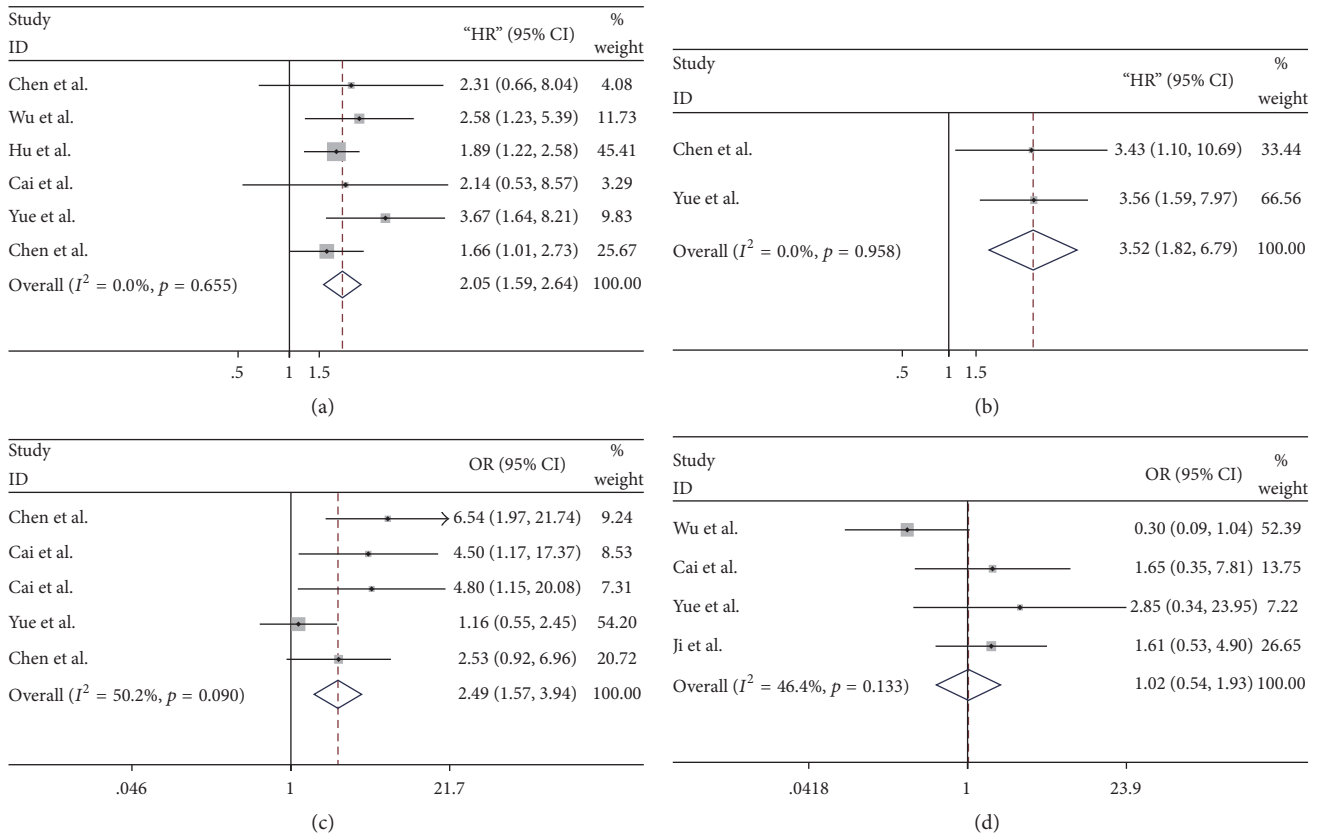 Study
ID
“HR” (95% CI)
%
weight
Chen et al. 2.31 (0.66, 8.04) 4.08
Wu et al. 2.58 (1.23, 5.39) 11.73
Hu et al. 1.89 (1.22, 2.58) 45.41
Cai et al. 2.14 (0.53, 8.57) 3.29
Yue et al. 3.67 (1.64, 8.21) 9.83
Chen et al. 1.66 (1.01, 2.73) 25.67
Overall (I² = 0.0%, p = 0.655) 2.05 (1.59, 2.64) 100.00
.5 1 1.5
(a)
Study
ID
“HR” (95% CI)
%
weight
Chen et al. 3.43 (1.10, 10.69) 33.44
Yue et al. 3.56 (1.59, 7.97) 66.56
Overall (I² = 0.0%, p = 0.958) 3.52 (1.82, 6.79) 100.00
.5 1 1.5
(b)
Study
ID
OR (95% CI)
%
weight
Chen et al. 6.54 (1.97, 21.74) 9.24
Cai et al. 4.50 (1.17, 17.37) 8.53
Cai et al. 4.80 (1.15, 20.08) 7.31
Yue et al. 1.16 (0.55, 2.45) 54.20
Chen et al. 2.53 (0.92, 6.96) 20.72
Overall (I² = 50.2%, p = 0.090) 2.49 (1.57, 3.94) 100.00
.046 1 21.7
(c)
Study
ID
OR (95% CI)
%
weight
Wu et al. 0.30 (0.09, 1.04) 52.39
Cai et al. 1.65 (0.35, 7.81) 13.75
Yue et al. 2.85 (0.34, 23.95) 7.22
Ji et al. 1.61 (0.53, 4.90) 26.65
Overall (I² = 46.4%, p = 0.133) 1.02 (0.54, 1.93) 100.00
.0418 1 23.9
(d)